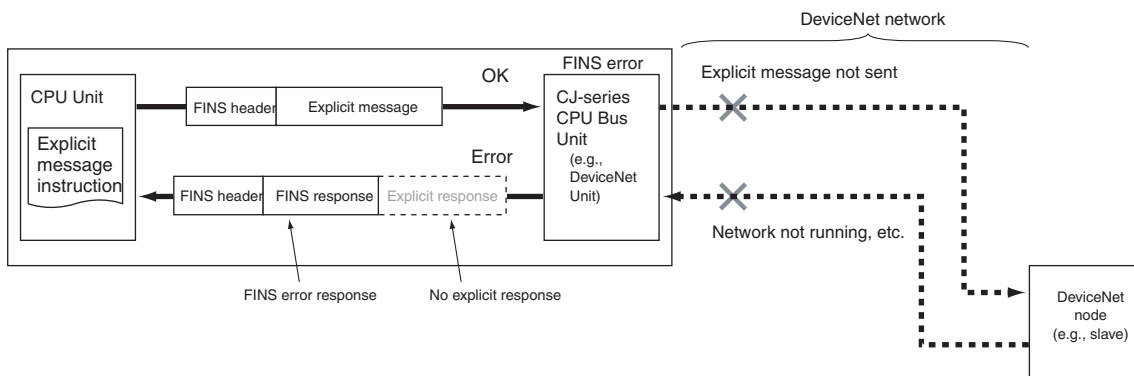 DeviceNet network
FINS error
OK
Explicit message not sent
CPU Unit
FINS header
Explicit message
CJ-series
CPU Bus
Unit
(e.g.,
DeviceNet
Unit)
Explicit
message
instruction
Error
FINS header
FINS response
Explicit response
Network not running, etc.
FINS error response
No explicit response
DeviceNet
node
(e.g., slave)